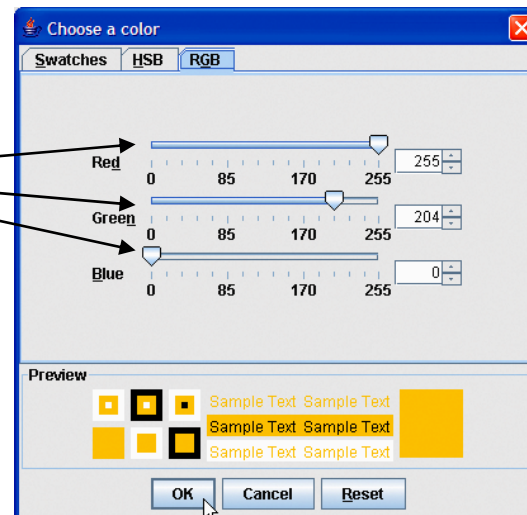 Choose a color
Swatches HSB RGB
Red 255
0 85 170 255
Green 204
0 85 170 255
Blue 0
0 85 170 255
Preview
Sample Text Sample Text
Sample Text Sample Text
Sample Text Sample Text
OK Cancel Reset